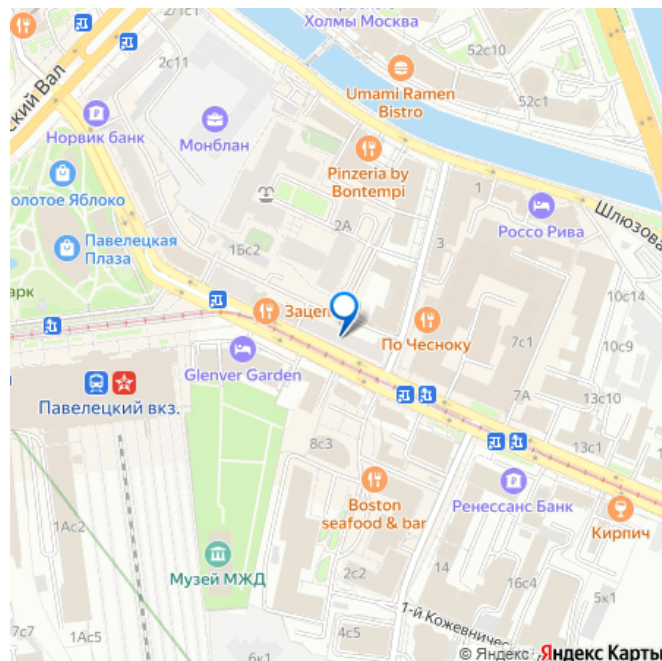 2/1с1
Холмы Москва
52с10
ский Вал
2с11
Umami Ramen
Bistro
52с1
Норвик банк
Монблан
Pinzeria by
Bontempi
олотое Яблоко
1
Шлюзова
2А
Россо Рива
Павелецкая
Плаза
1Бс2
3
арк
10с14
Зацеп
По Чесноку
7с1
10с9
Glenver Garden
Павелецкий вкз.
7А
13с10
8с3
13с1
Boston
seafood & bar
Ренессанс Банк
Кирпич
1Ас2
Музей МЖД
2с2
14
16с4
5к1
1-й Кожевничес
7с7
1Ас5
4с5
6к1
© Яндекс Яндекс Карты